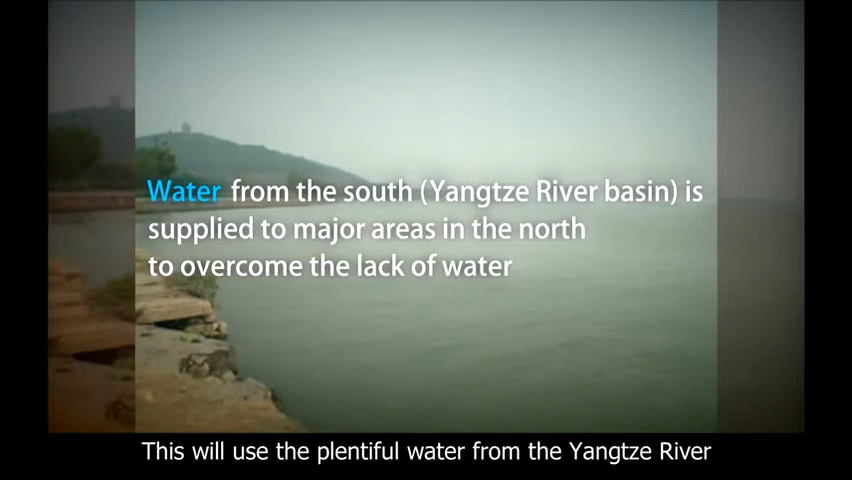 Water from the south (Yangtze River basin) is
supplied to major areas in the north
to overcome the lack of water
This will use the plentiful water from the Yangtze River